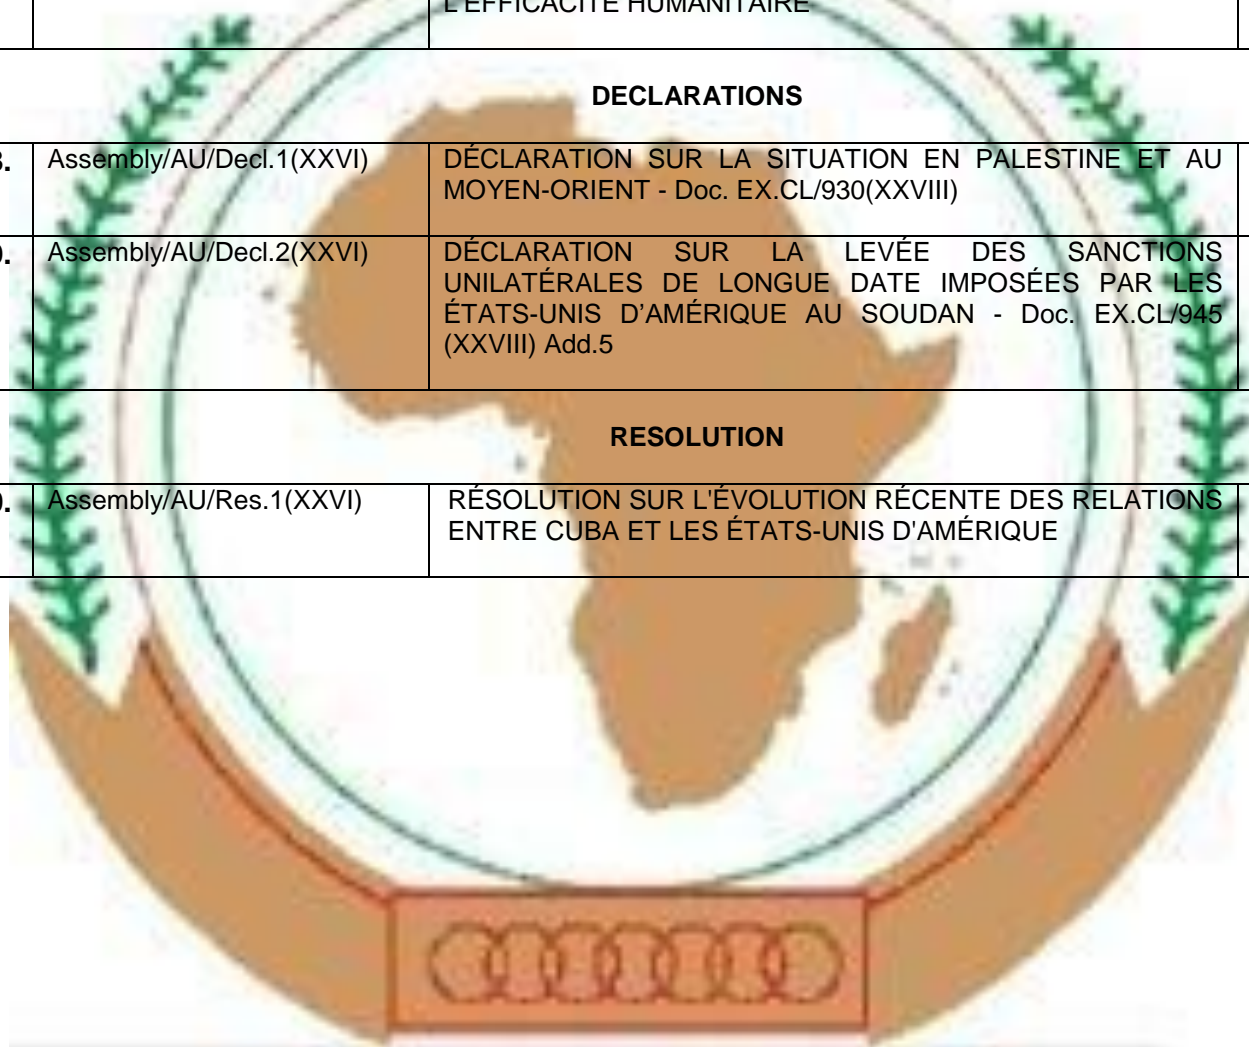 L'EFFICACITÉ HUMANITAIRE
DECLARATIONS
Assembly/AU/Decl.1(XXVI)
DÉCLARATION SUR LA SITUATION EN PALESTINE ET AU
MOYEN-ORIENT - Doc. EX.CL/930(XXVIII)
Assembly/AU/Decl.2(XXVI)
DÉCLARATION SUR LA LEVÉE DES SANCTIONS
UNILATÉRALES DE LONGUE DATE IMPOSÉES PAR LES
ÉTATS-UNIS D’AMÉRIQUE AU SOUDAN - Doc. EX.CL/945
(XXVIII) Add.5
RESOLUTION
Assembly/AU/Res.1(XXVI)
RÉSOLUTION SUR L'ÉVOLUTION RÉCENTE DES RELATIONS
ENTRE CUBA ET LES ÉTATS-UNIS D'AMÉRIQUE